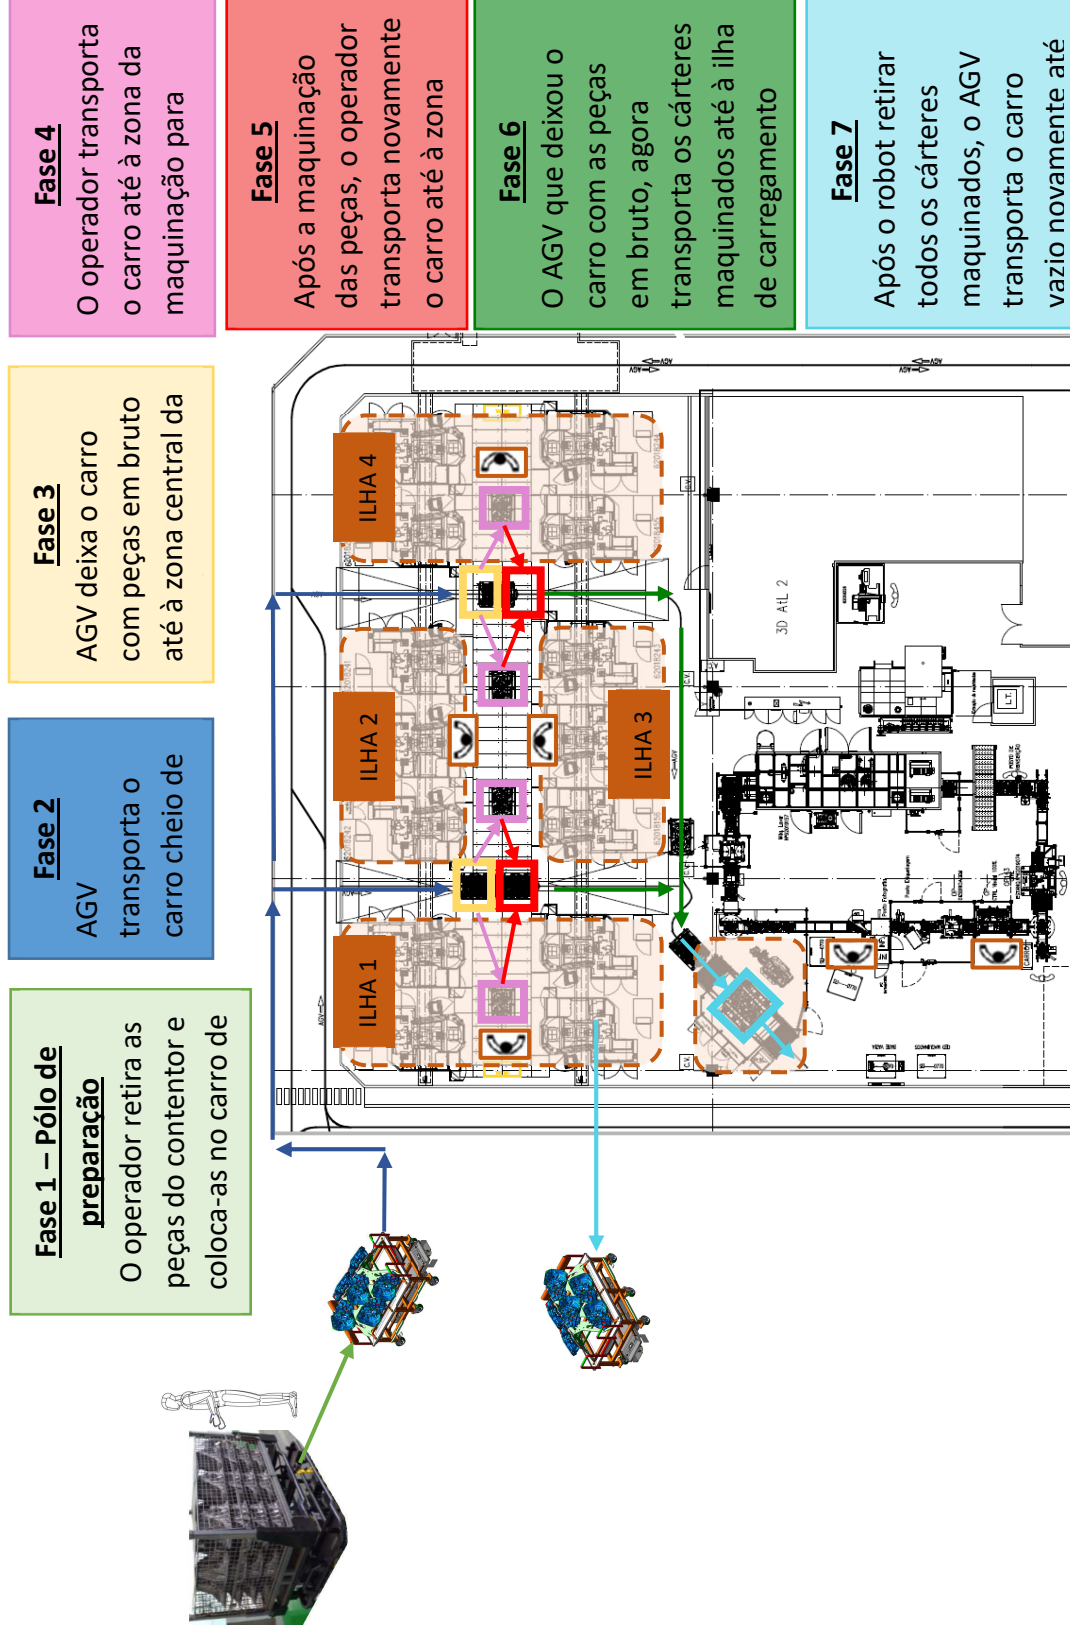 Fase 1 – Pólo de
preparação
O operador retira as
peças do contentor e
coloca-as no carro de
Fase 2
AGV
transporta o
carro cheio de
Fase 3
AGV deixa o carro
com peças em bruto
até à zona central da
Fase 4
O operador transporta
o carro até à zona da
maquinação para
Fase 5
Após a maquinação
das peças, o operador
transporta novamente
o carro até à zona
Fase 6
O AGV que deixou o
carro com as peças
em bruto, agora
transporta os cárteres
maquinados até à ilha
de carregamento
Fase 7
Após o robot retirar
todos os cárteres
maquinados, o AGV
transporta o carro
vazio novamente até
ILHA 1
ILHA 2
ILHA 3
ILHA 4
AGV
AGV
AGV
AGV
AGV
3D AtL 2
L.T.
C.V.
C.V.
C.V.